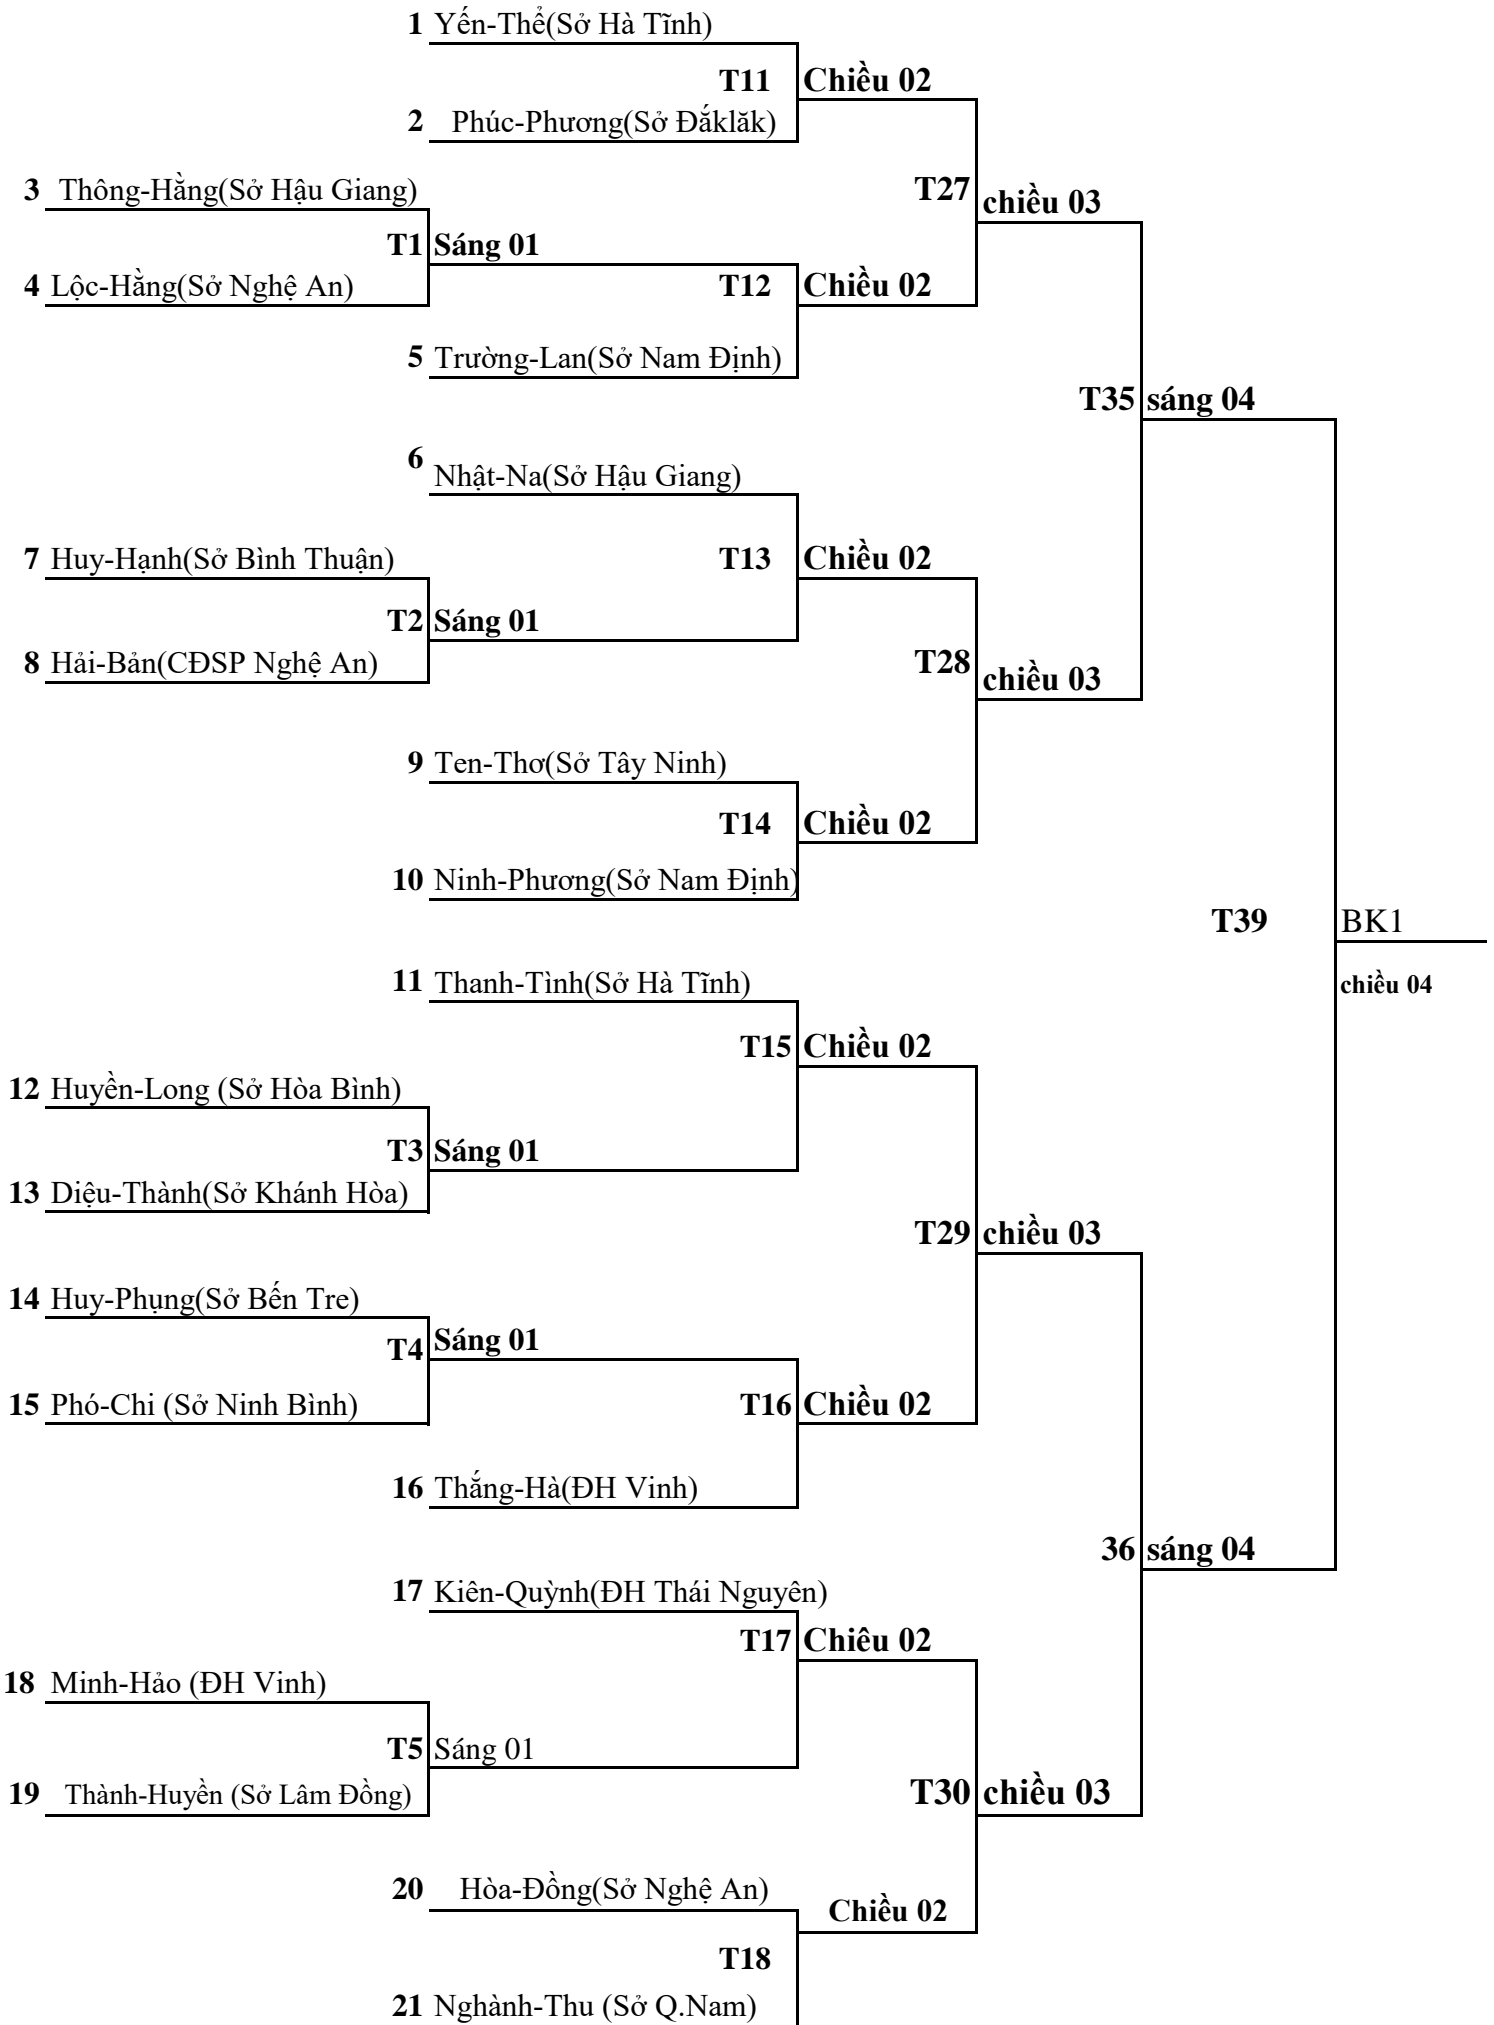 1 Yến-Thể(Sở Hà Tĩnh)
T11 Chiều 02
2 Phúc-Phương(Sở Đắklăk)
3 Thông-Hằng(Sở Hậu Giang)
T27 chiều 03
T1 Sáng 01
4 Lộc-Hằng(Sở Nghệ An)
T12 Chiều 02
5 Trường-Lan(Sở Nam Định)
T35 sáng 04
6 Nhật-Na(Sở Hậu Giang)
7 Huy-Hạnh(Sở Bình Thuận)
T13 Chiều 02
T2 Sáng 01
8 Hải-Bản(CĐSP Nghệ An)
T28 chiều 03
9 Ten-Thơ(Sở Tây Ninh)
T14 Chiều 02
10 Ninh-Phương(Sở Nam Định)
T39 BK1
11 Thanh-Tình(Sở Hà Tĩnh)
chiều 04
T15 Chiều 02
12 Huyền-Long (Sở Hòa Bình)
T3 Sáng 01
13 Diệu-Thành(Sở Khánh Hòa)
T29 chiều 03
14 Huy-Phụng(Sở Bến Tre)
T4 Sáng 01
15 Phó-Chi (Sở Ninh Bình)
T16 Chiều 02
16 Thắng-Hà(ĐH Vinh)
36 sáng 04
17 Kiên-Quỳnh(ĐH Thái Nguyên)
T17 Chiêu 02
18 Minh-Hảo (ĐH Vinh)
T5 Sáng 01
19 Thành-Huyền (Sở Lâm Đồng)
T30 chiều 03
20 Hòa-Đồng(Sở Nghệ An)
Chiều 02
T18
21 Nghành-Thu (Sở Q.Nam)